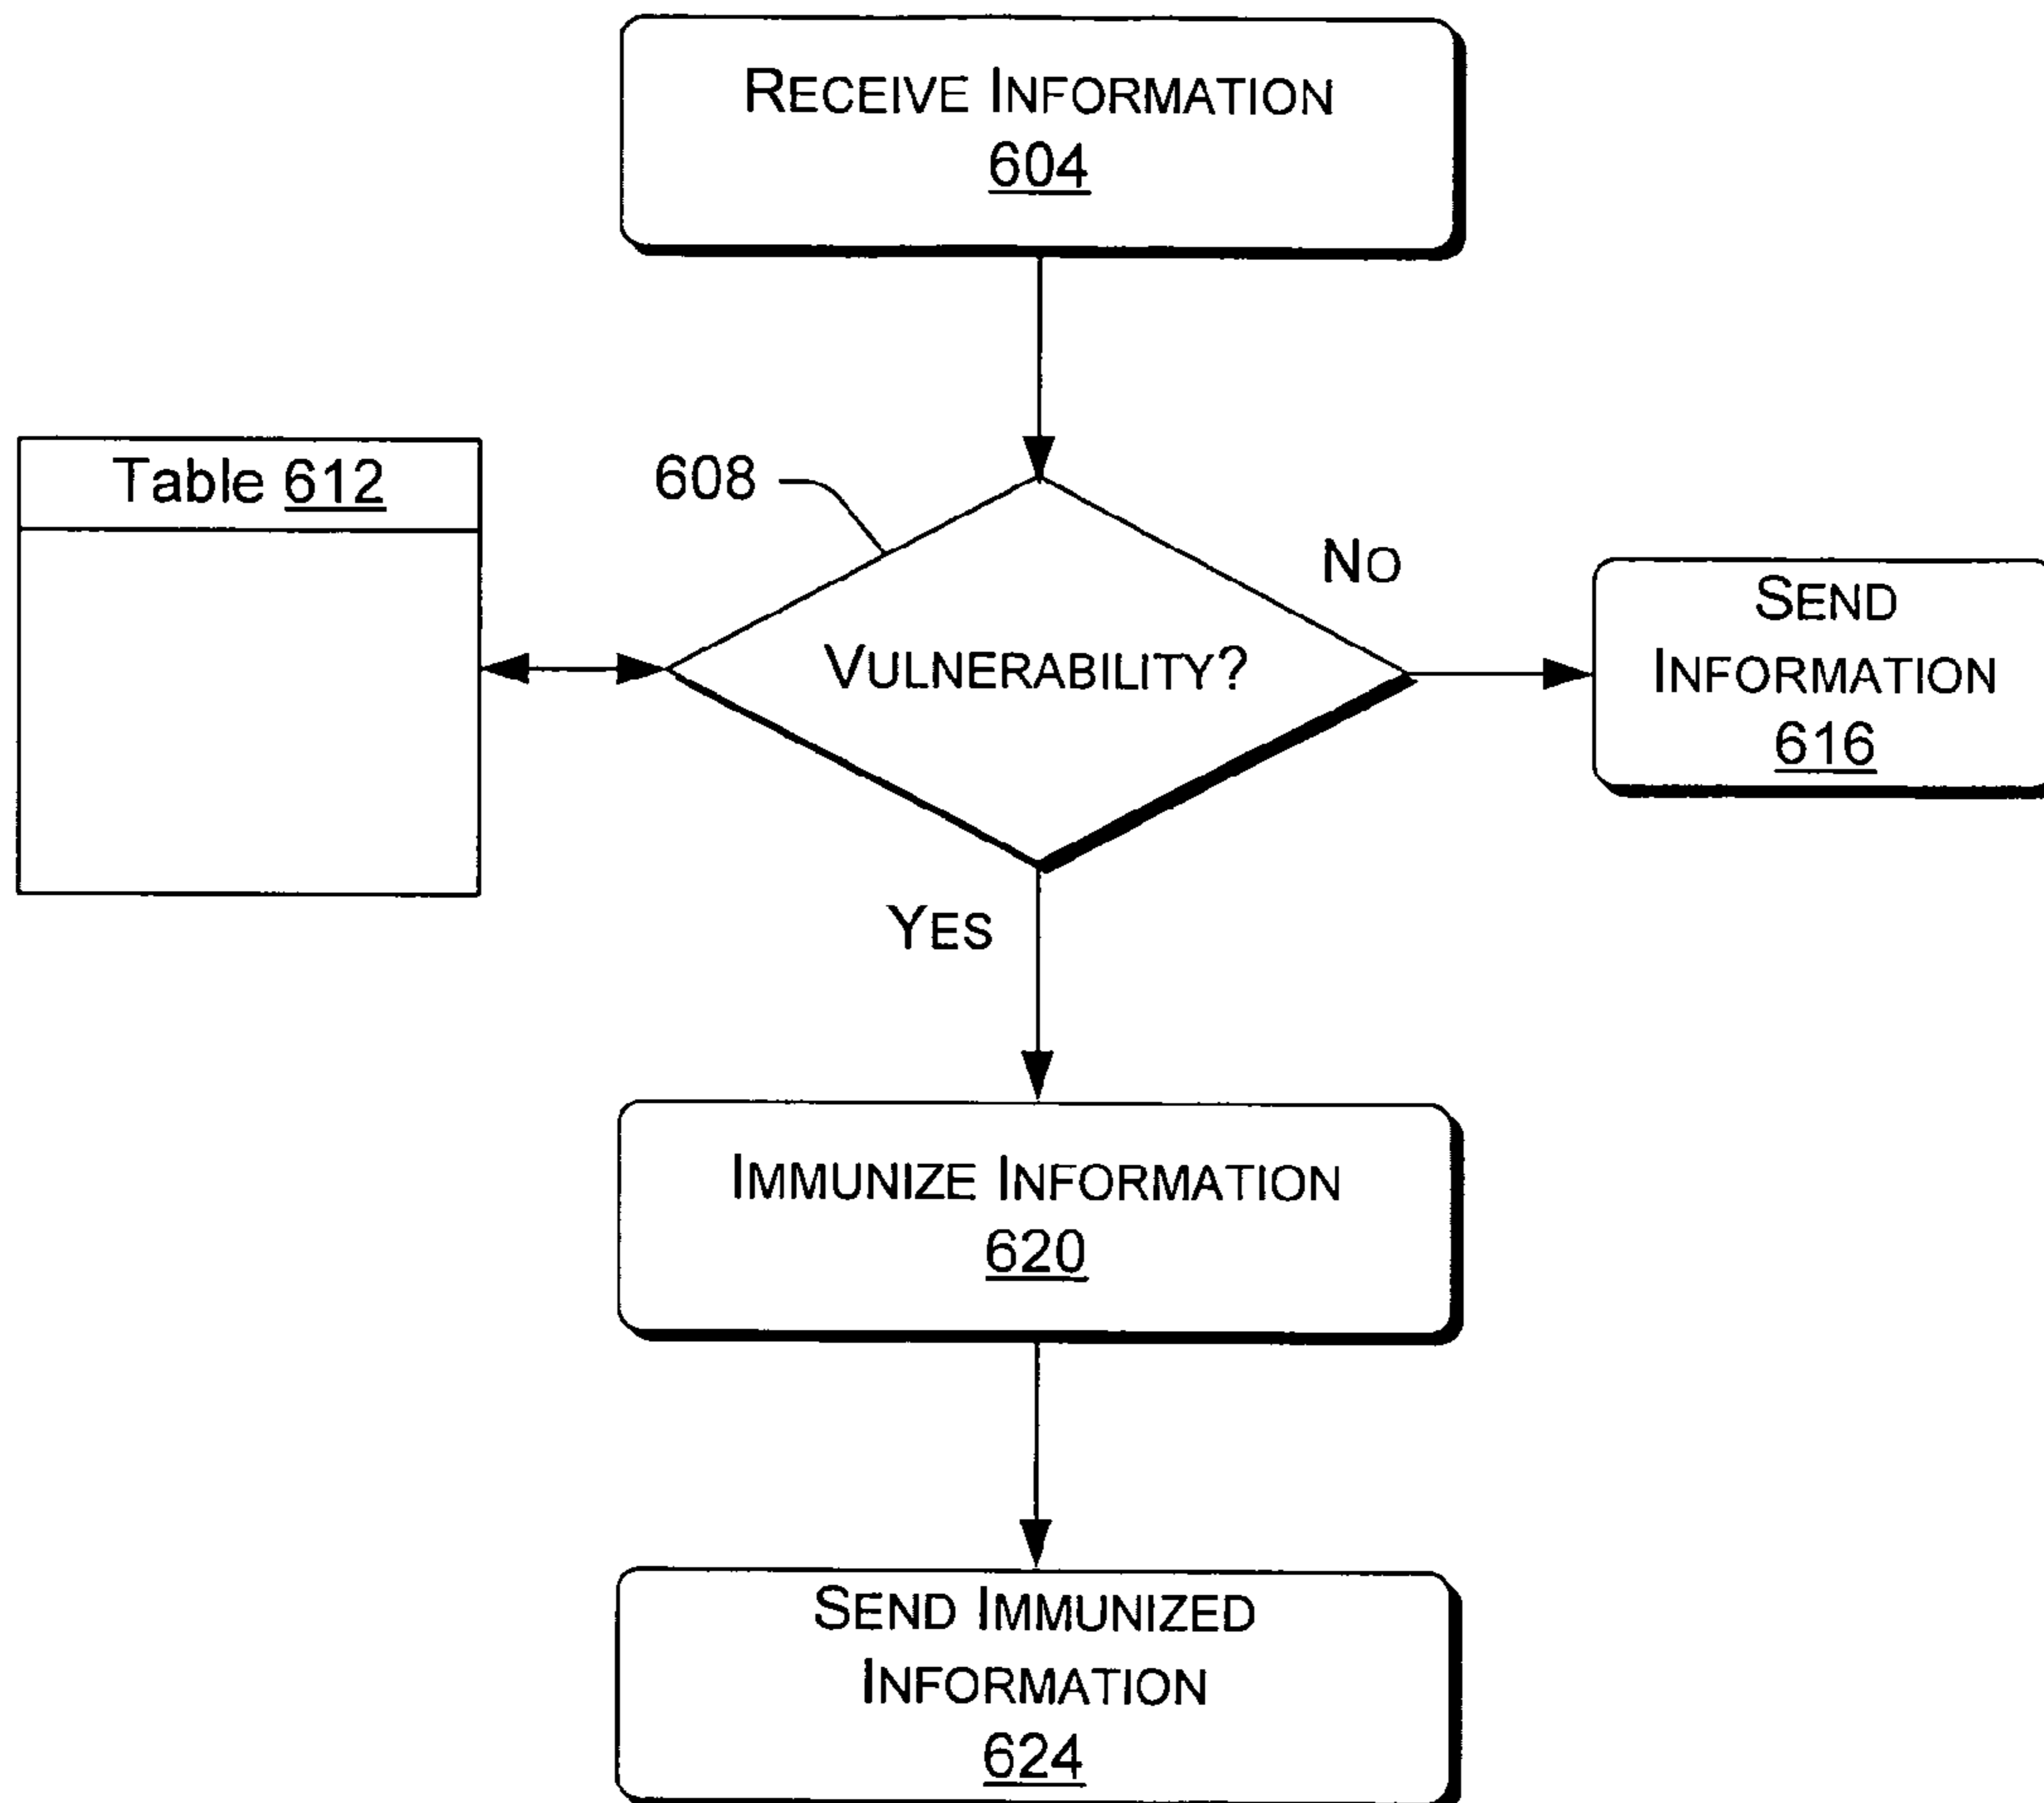 RECEIVE INFORMATION
604
Table 612
608
NO
VULNERABILITY?
SEND
INFORMATION
616
YES
IMMUNIZE INFORMATION
620
SEND IMMUNIZED
INFORMATION
624